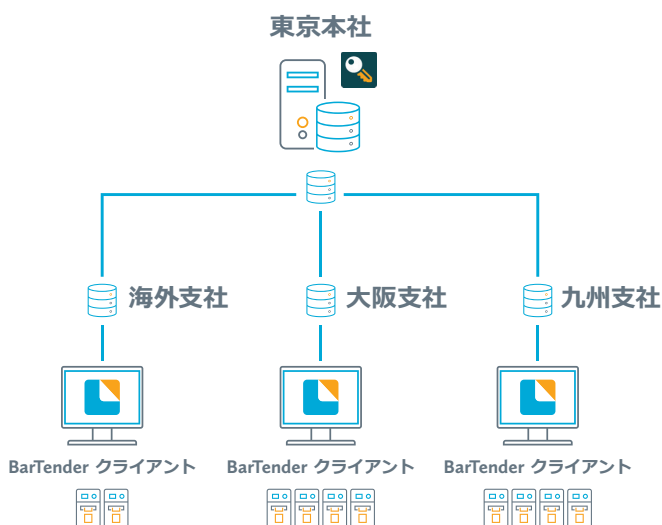 東京本社
海外支社
大阪支社
九州支社
BarTender クライアント
BarTender クライアント
BarTender クライアント